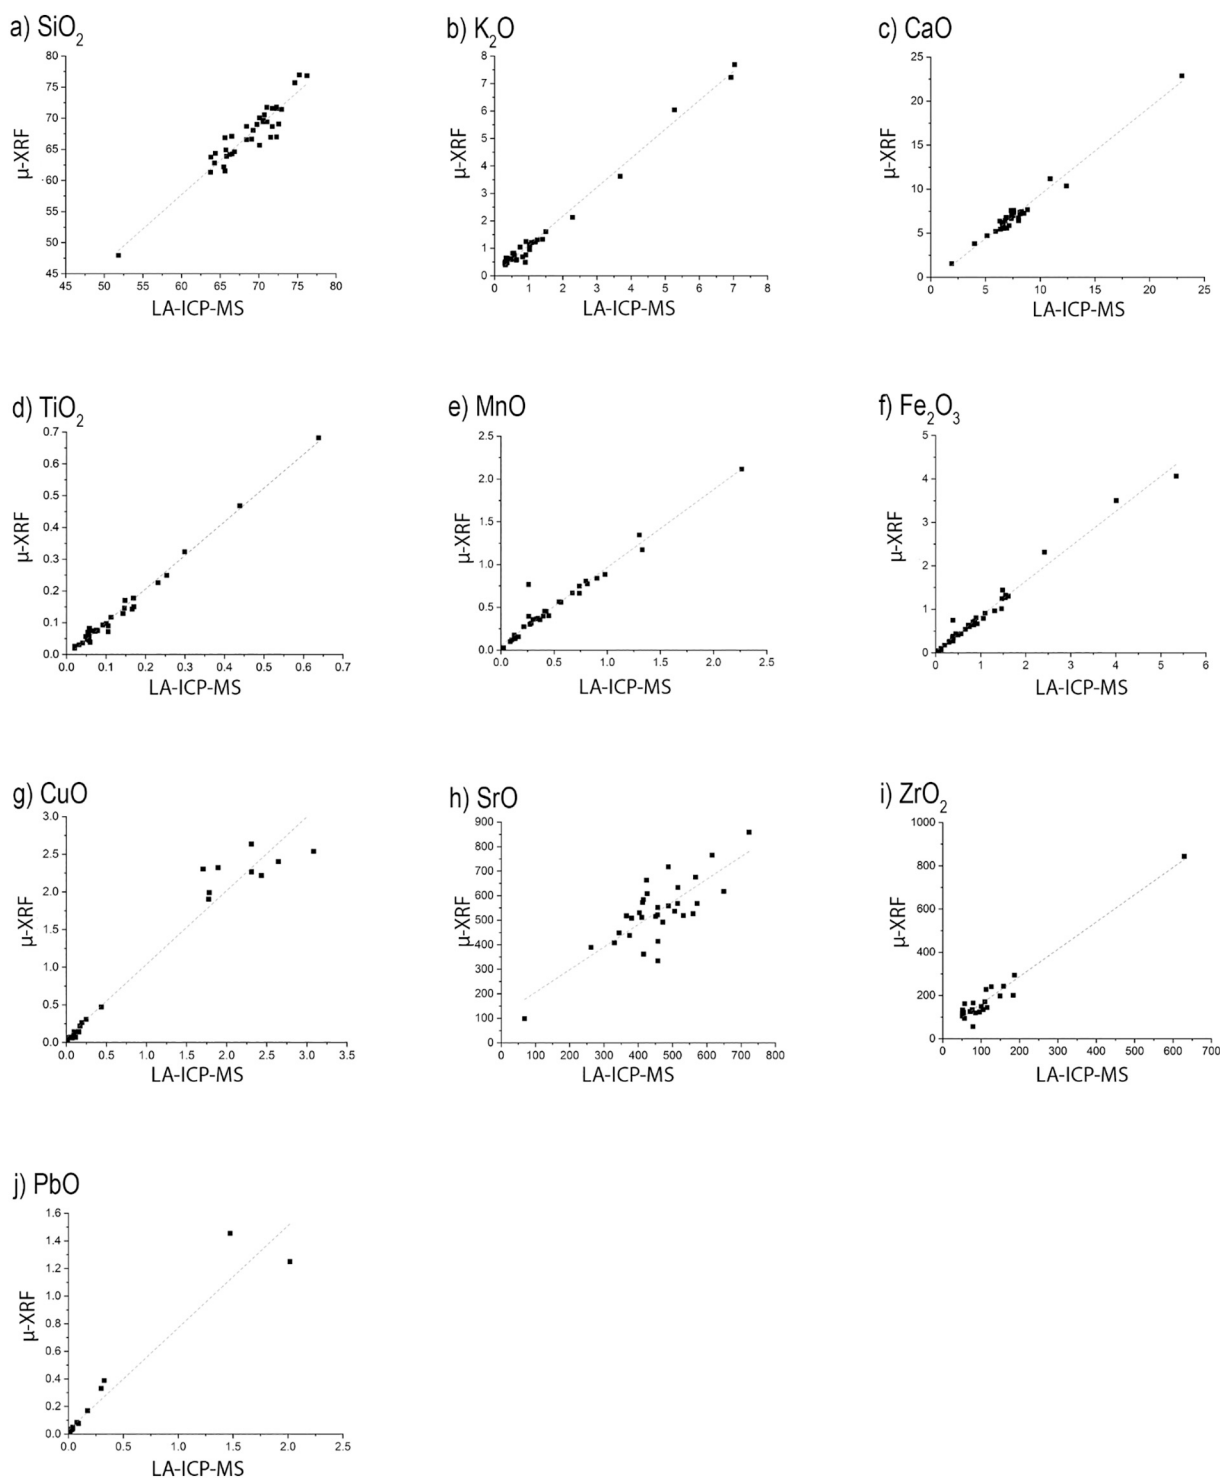 a) SiO2
μ-XRF
80
75
70
65
60
55
50
45
45 50 55 60 65 70 75 80
LA-ICP-MS
b) K2O
μ-XRF
8
7
6
5
4
3
2
1
0
0 1 2 3 4 5 6 7 8
LA-ICP-MS
c) CaO
μ-XRF
25
20
15
10
5
0
0 5 10 15 20 25
LA-ICP-MS
d) TiO2
μ-XRF
0.7
0.6
0.5
0.4
0.3
0.2
0.1
0.0
0.0 0.1 0.2 0.3 0.4 0.5 0.6 0.7
LA-ICP-MS
e) MnO
μ-XRF
2.5
2.0
1.5
1.0
0.5
0.0
0.0 0.5 1.0 1.5 2.0 2.5
LA-ICP-MS
f) Fe2O3
μ-XRF
5
4
3
2
1
0
0 1 2 3 4 5 6
LA-ICP-MS
g) CuO
μ-XRF
3.0
2.5
2.0
1.5
1.0
0.5
0.0
0.0 0.5 1.0 1.5 2.0 2.5 3.0 3.5
LA-ICP-MS
h) SrO
μ-XRF
900
800
700
600
500
400
300
200
100
0
0 100 200 300 400 500 600 700 800
LA-ICP-MS
i) ZrO2
μ-XRF
1000
800
600
400
200
0
0 100 200 300 400 500 600 700
LA-ICP-MS
j) PbO
μ-XRF
1.6
1.4
1.2
1.0
0.8
0.6
0.4
0.2
0.0
0.0 0.5 1.0 1.5 2.0 2.5
LA-ICP-MS